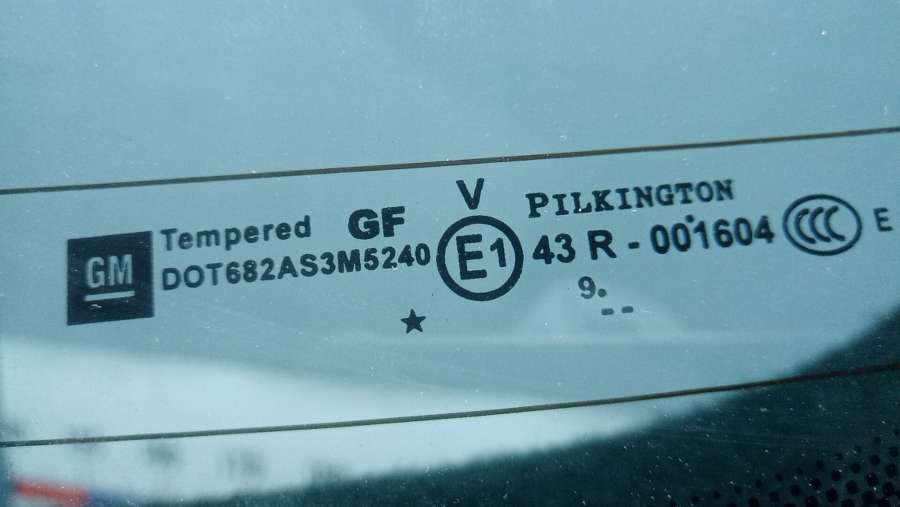 V
GM Tempered GF PILKINGTON
DOT682AS3M5240 E1 43 R - 001604 CCC E
9.